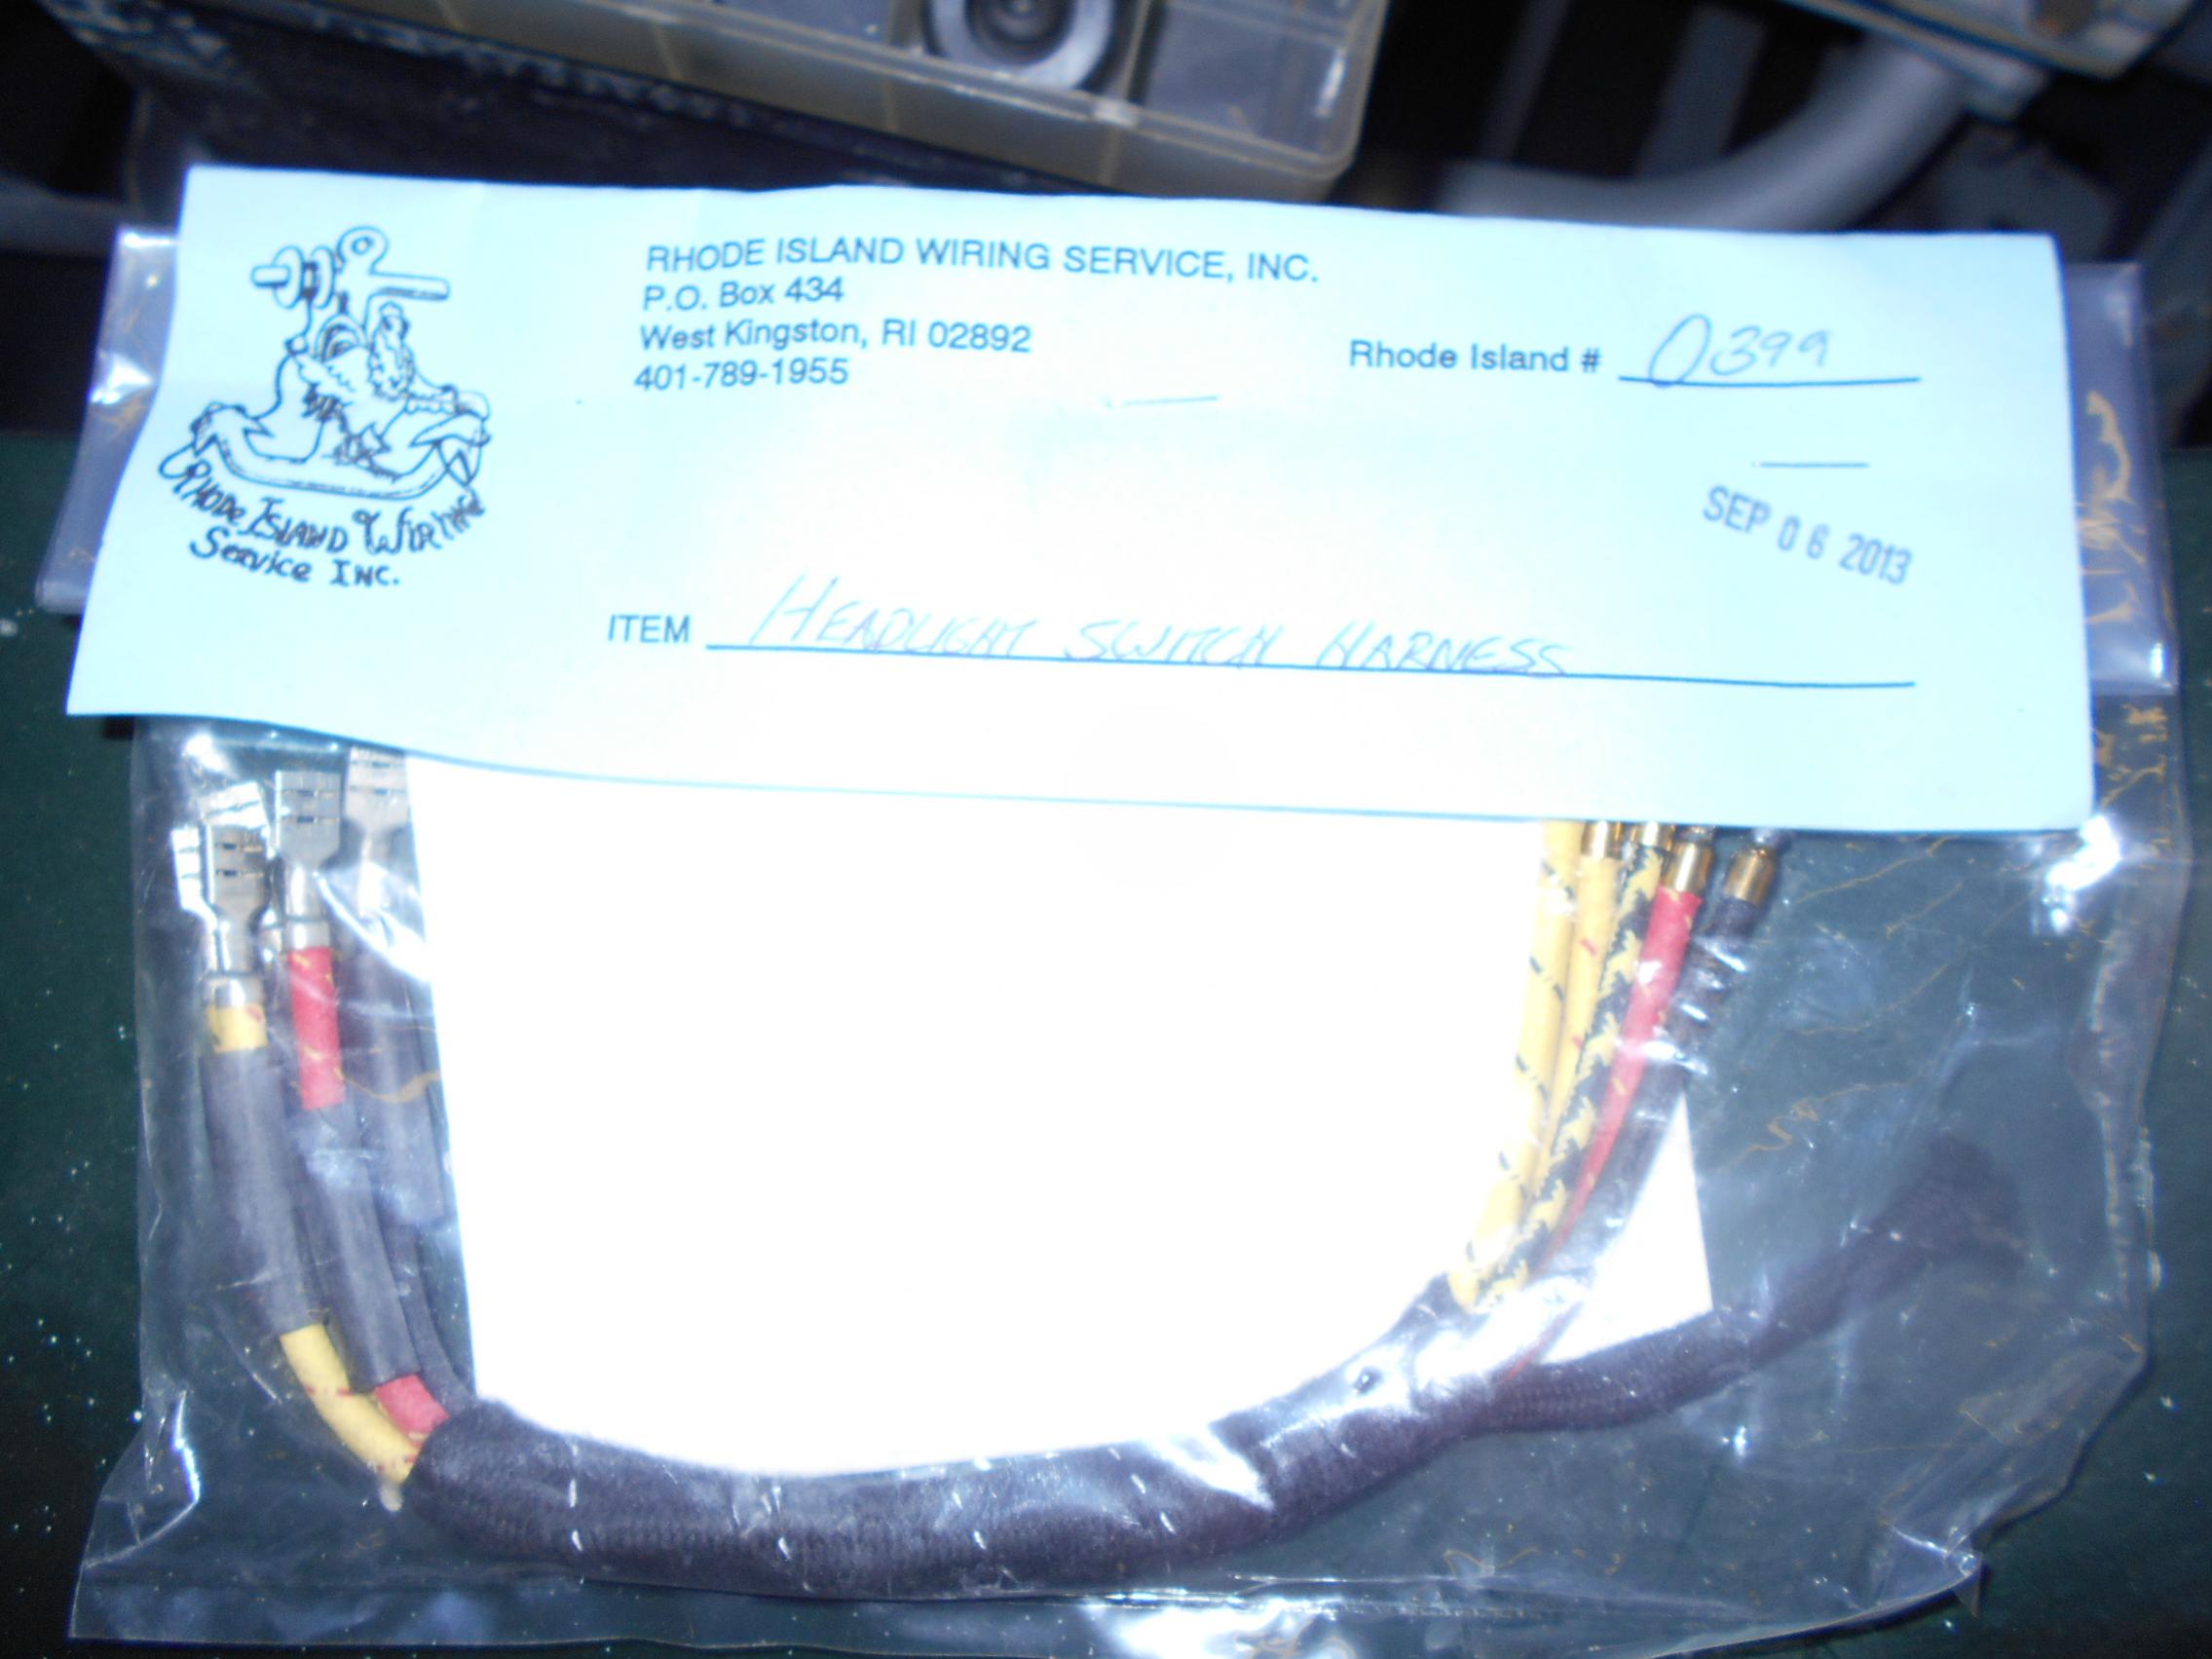 RHODE ISLAND WIRING SERVICE, INC.
P.O. Box 434
West Kingston, RI 02892
401-789-1955
Rhode Island # 0399
RHODE ISLAND WIRING
SERVICE INC.
SEP 06 2013
ITEM HEADLIGHT SWITCH HARNESS